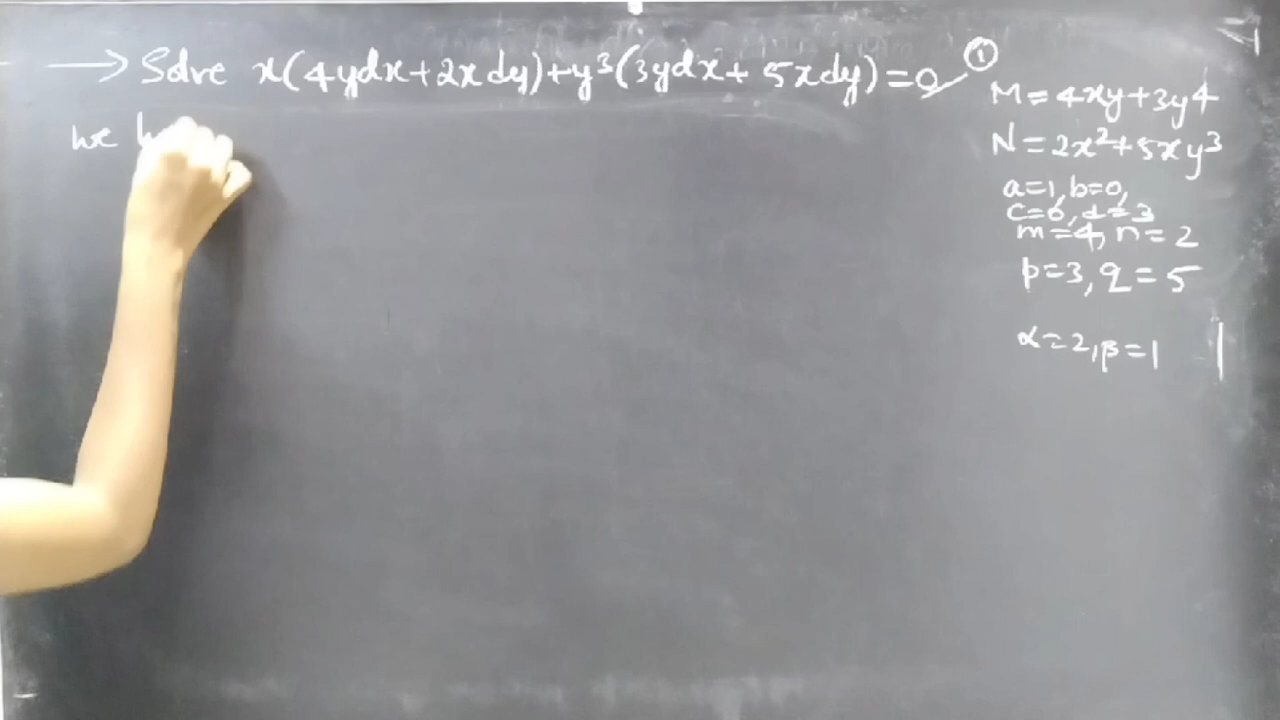 → Solve x(4ydx+2xdy)+y³(3ydx+5xdy)=0 ①
we
M=4xy+3y4
N=2x²+5xy³
a=1, b=0,
c=0, d=3
m=4, n=2
p=3, q=5
α=2, β=1